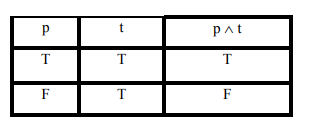 p t p ∧ t
T T T
F T F